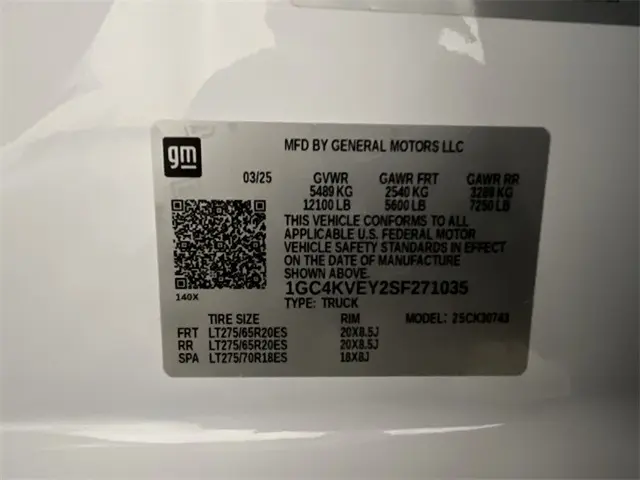 gm
MFD BY GENERAL MOTORS LLC
03/25 GVWR GAWR FRT GAWR RR
5489 KG 2540 KG 3289 KG
12100 LB 5600 LB 7250 LB
THIS VEHICLE CONFORMS TO ALL
APPLICABLE U.S. FEDERAL MOTOR
VEHICLE SAFETY STANDARDS IN EFFECT
ON THE DATE OF MANUFACTURE
SHOWN ABOVE.
140X
1GC4KVEY2SF271035
TYPE: TRUCK
TIRE SIZE RIM MODEL: 25CK30743
FRT LT275/65R20ES 20X8.5J
RR LT275/65R20ES 20X8.5J
SPA LT275/70R18ES 18X8J